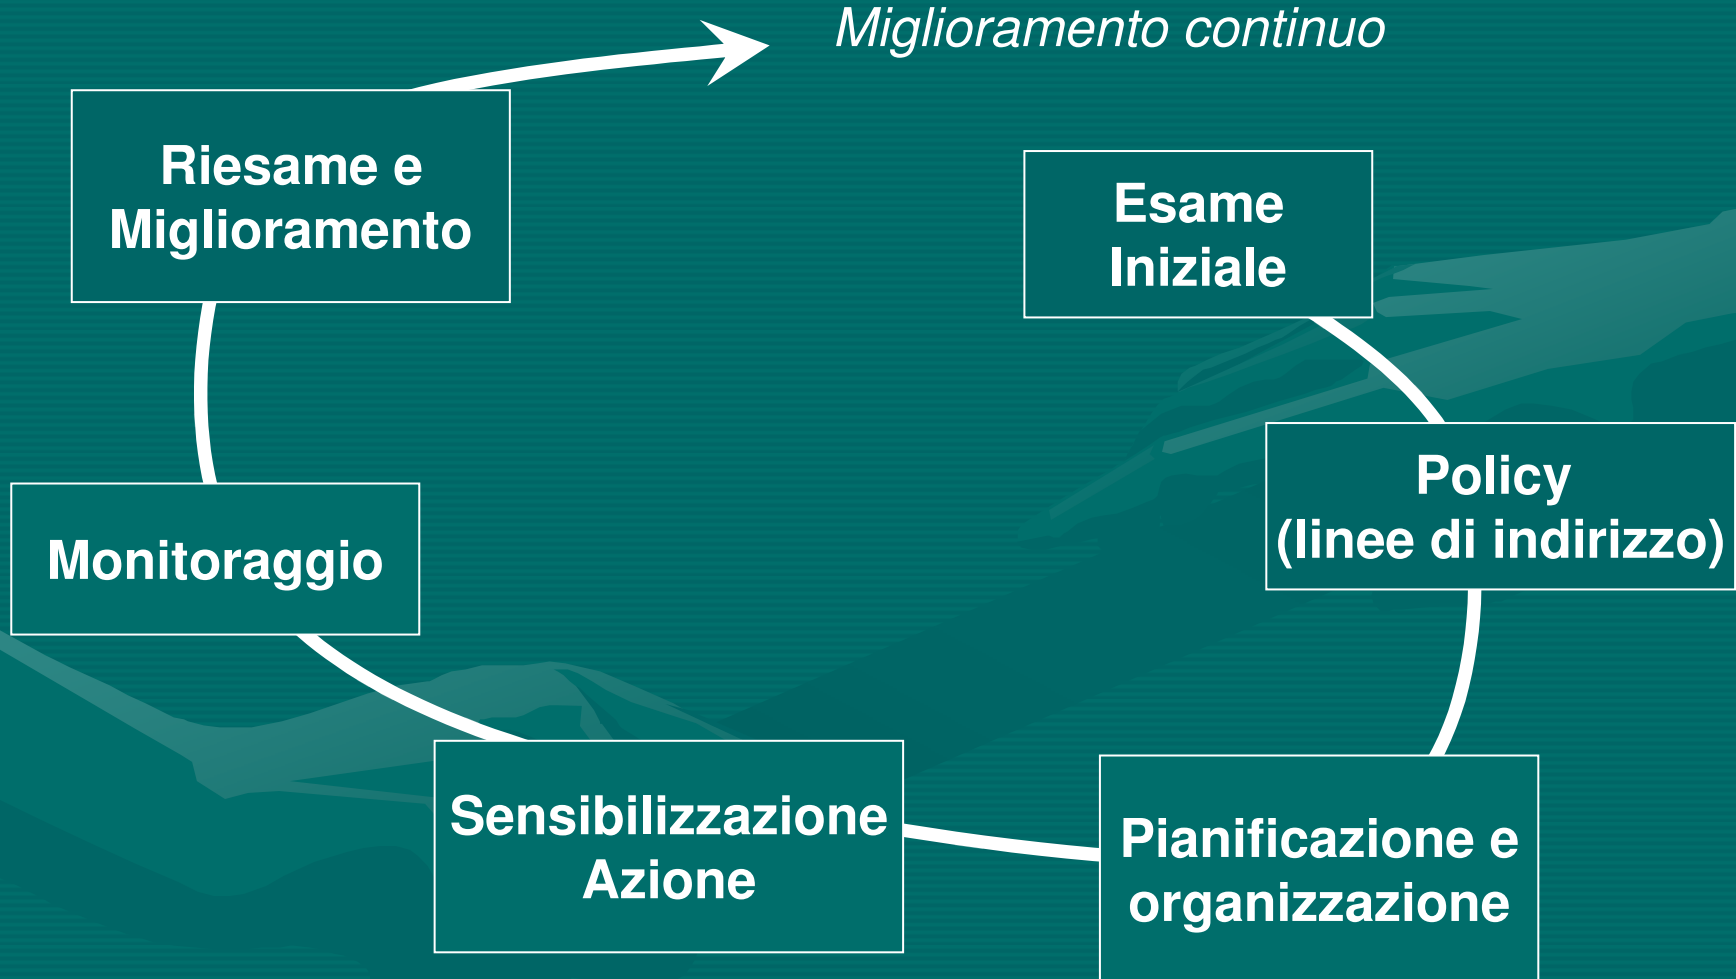 Miglioramento continuo
Riesame e
Miglioramento
Esame
Iniziale
Policy
(linee di indirizzo)
Monitoraggio
Sensibilizzazione
Azione
Pianificazione e
organizzazione